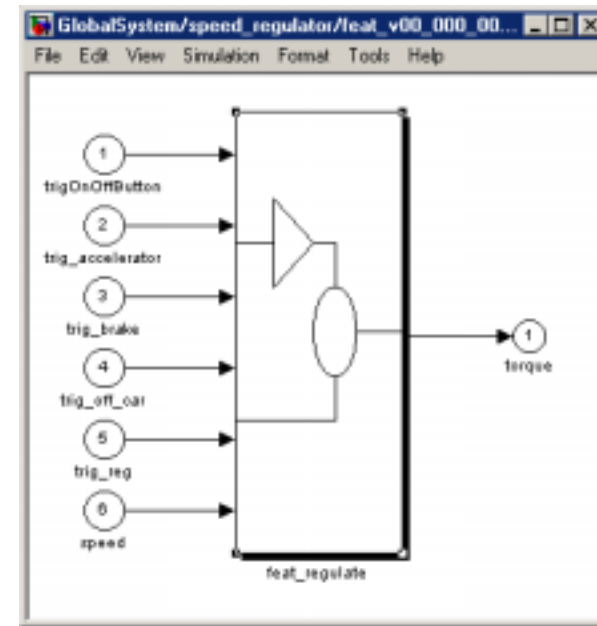 GlobalSystem/speed_regulator/feat_v00_000_00...
File Edit View Simulation Format Tools Help
1
trigOnOffButton
2
trig_accelerator
3
trig_brake
1
4
torque
trig_off_car
5
trig_reg
6
speed
feat_regulate